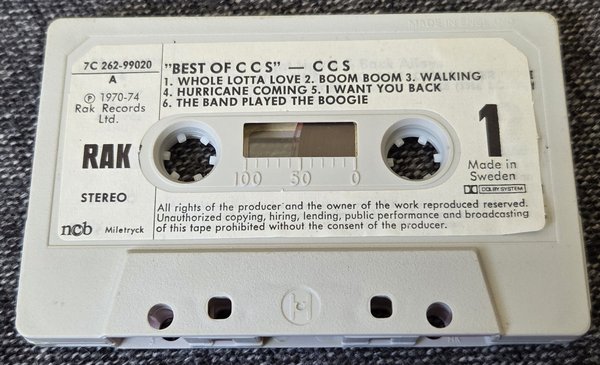 MADE IN ENGLAND
7C 262-99020
A
Ⓟ 1970-74
Rak Records
Ltd.
RAK
STEREO
ncb Miletryck
"BEST OF C C S" — C C S
1. WHOLE LOTTA LOVE 2. BOOM BOOM 3. WALKING
4. HURRICANE COMING 5. I WANT YOU BACK
6. THE BAND PLAYED THE BOOGIE
100 50 0
1
Made in
Sweden
DOLBY SYSTEM
All rights of the producer and the owner of the work reproduced reserved.
Unauthorized copying, hiring, lending, public performance and broadcasting
of this tape prohibited without the consent of the producer.